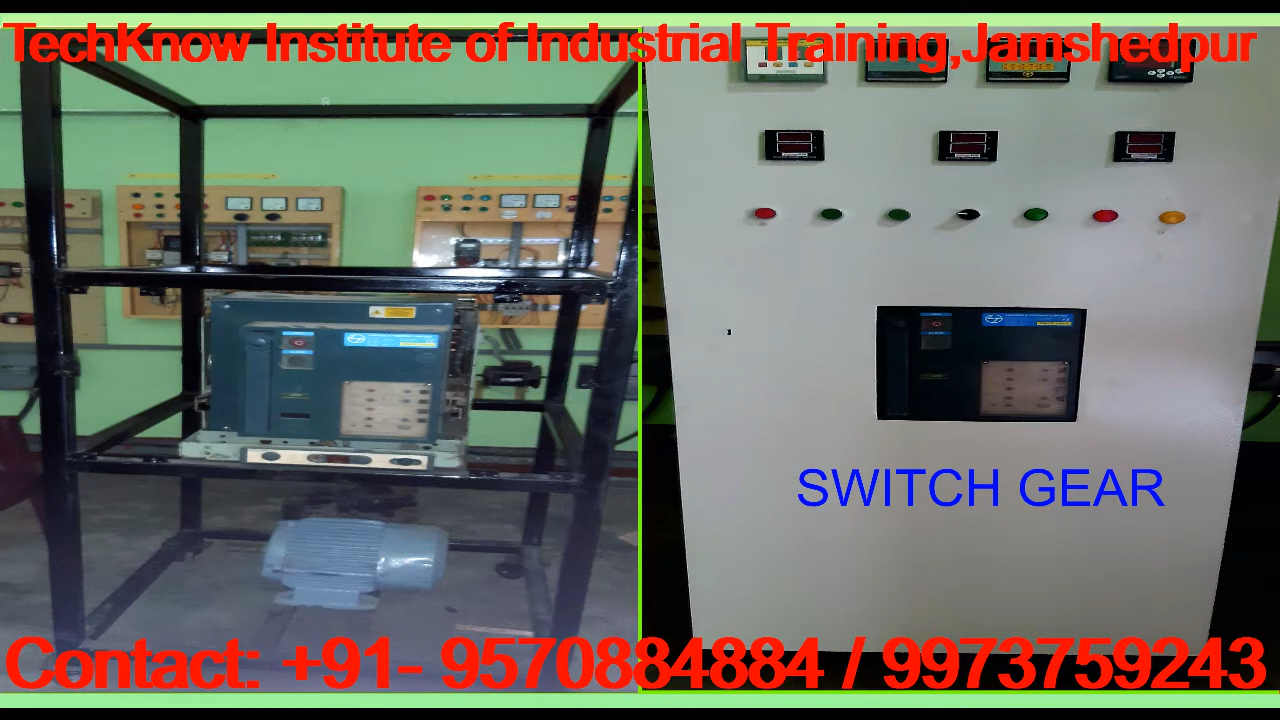 TechKnow Institute of Industrial Training,Jamshedpur
SWITCH GEAR
Contact: +91- 9570884884 / 9973759243